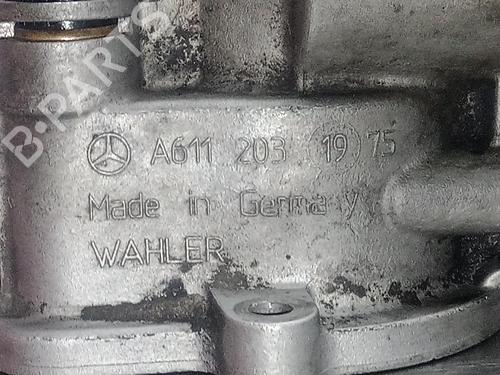 B-PARTS
A611 203 19 75
Made in Germany
WAHLER